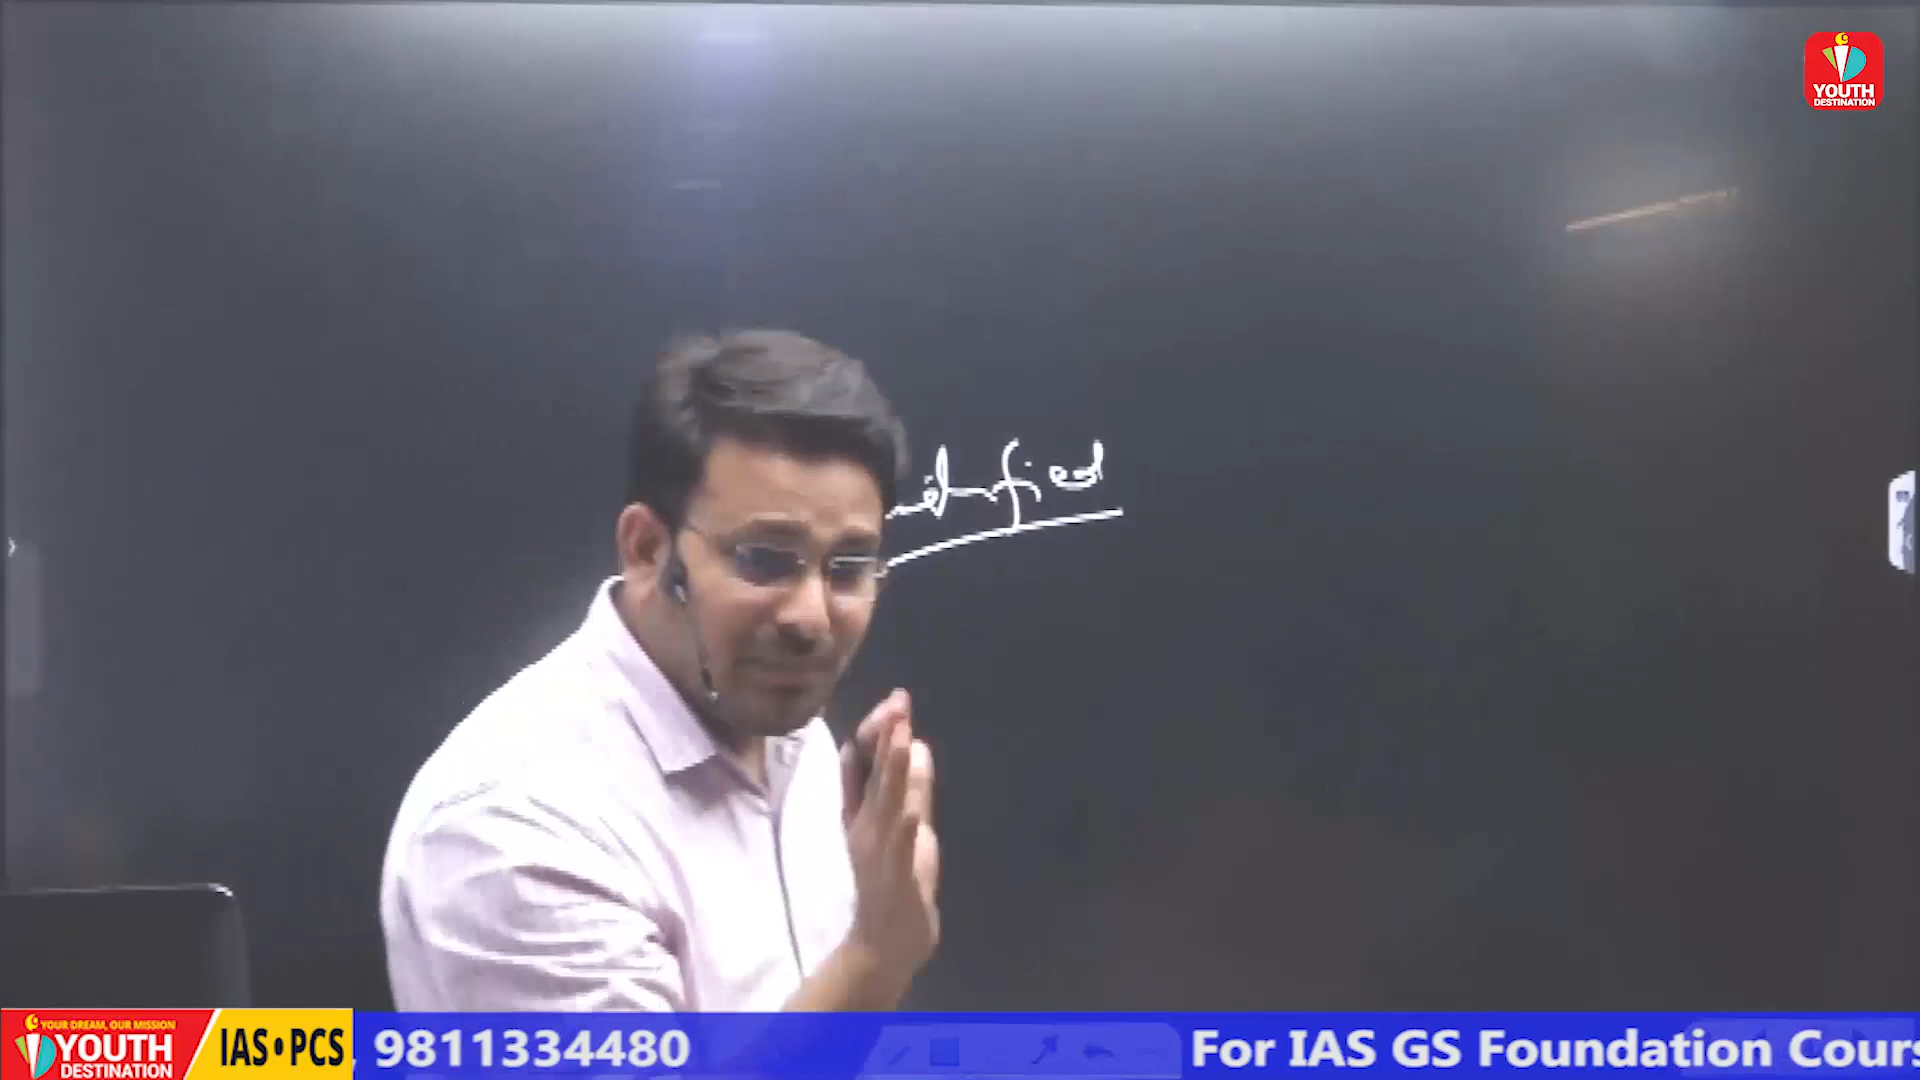 YOUTH
DESTINATION
YOUR DREAM, OUR MISSION
YOUTH
DESTINATION
IAS•PCS
9811334480
For IAS GS Foundation Cours